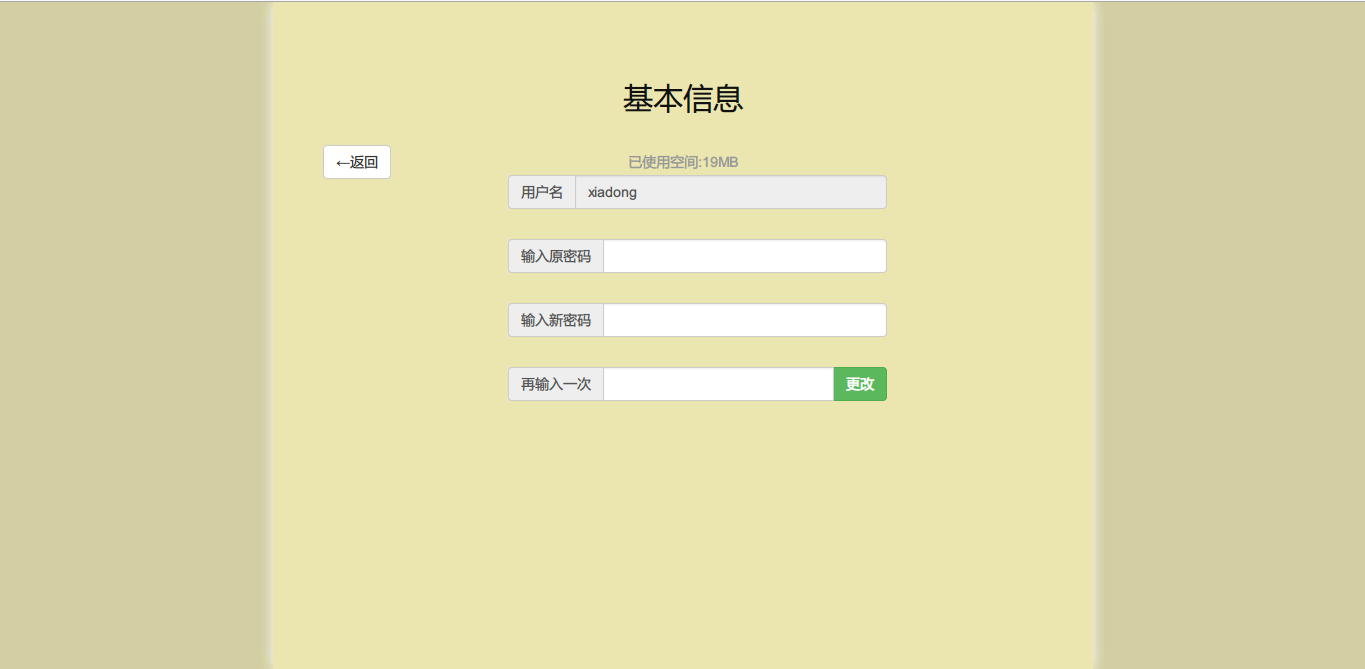 基本信息
←返回
已使用空间:19MB
用户名 xiadong
输入原密码
输入新密码
再输入一次 更改